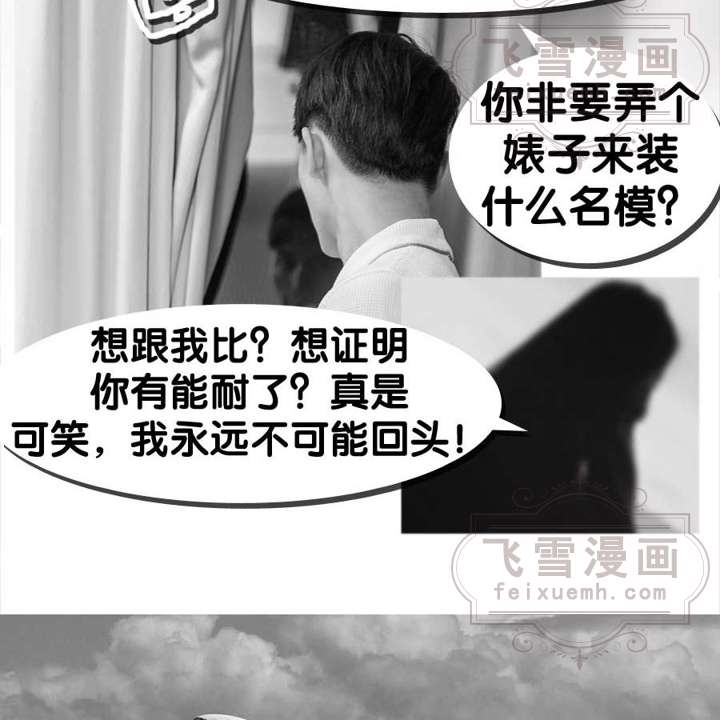 飞雪漫画
feixuemh.com
你非要弄个
婊子来装
什么名模？
想跟我比？想证明
你有能耐了？真是
可笑，我永远不可能回头！
飞雪漫画
feixuemh.com